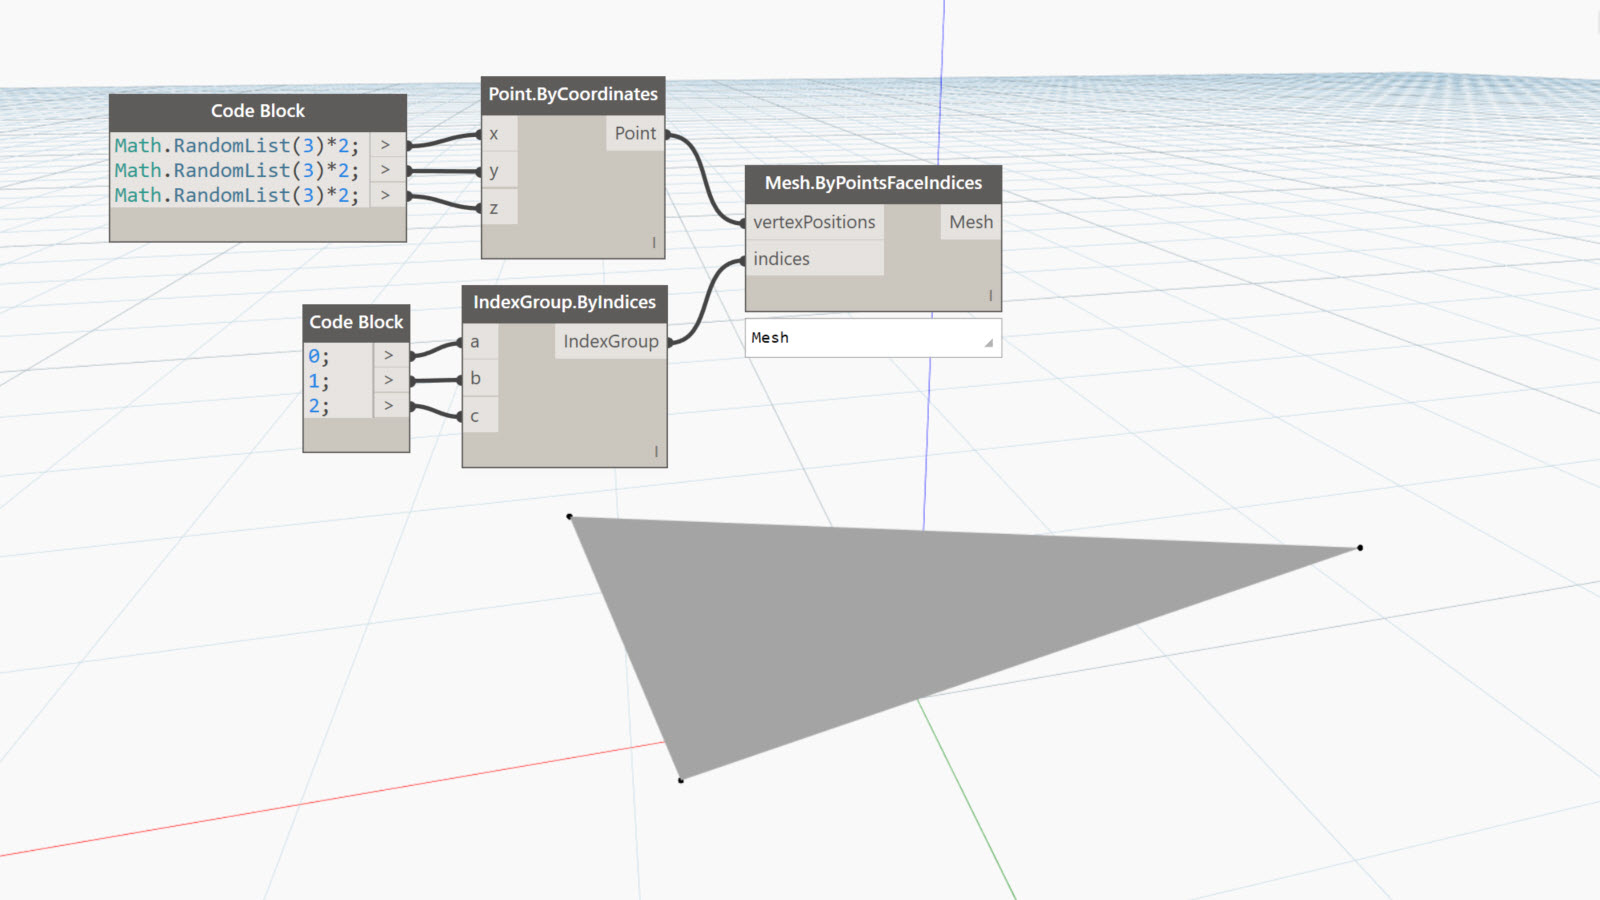 Code Block
Math.RandomList(3)*2; >
Math.RandomList(3)*2; >
Math.RandomList(3)*2; >
Point.ByCoordinates
x Point
y
z
l
Mesh.ByPointsFaceIndices
vertexPositions Mesh
indices
l
Mesh
Code Block
0; >
1; >
2; >
IndexGroup.ByIndices
a IndexGroup
b
c
l